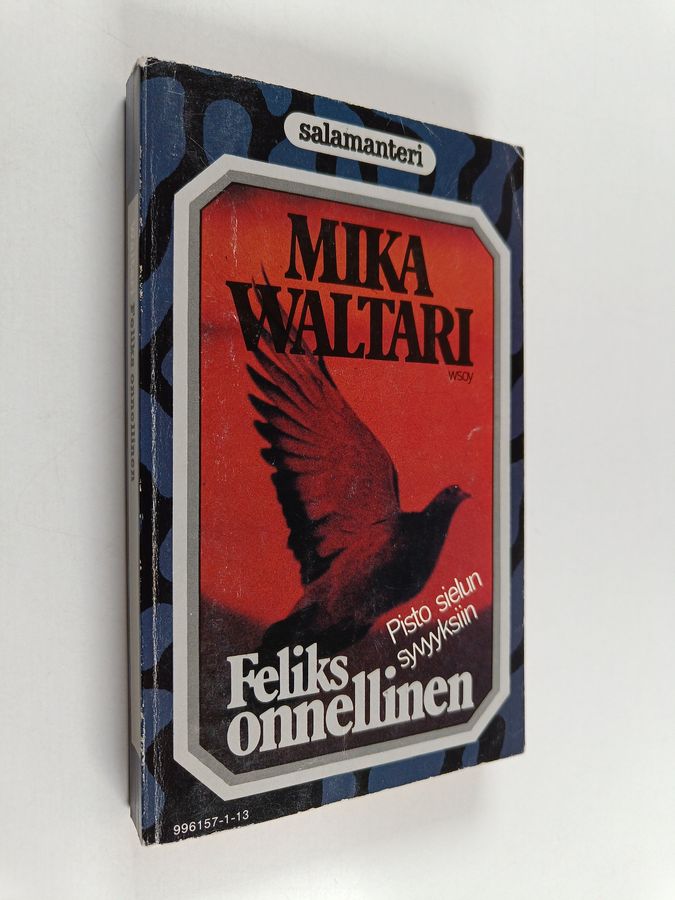 salamanteri
MIKA
WALTARI
wsoy
Pisto sielun
syvyyksiin
Feliks
onnellinen
996157-1-13
Feliks onnellinen